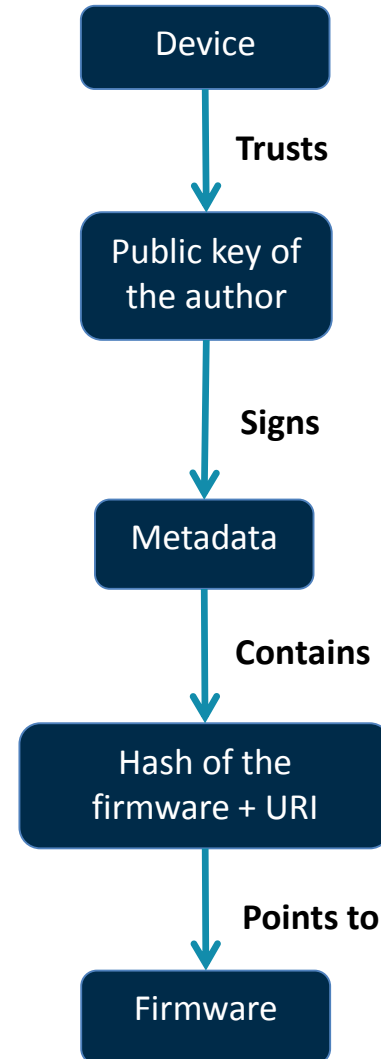 Device
Trusts
Public key of
the author
Signs
Metadata
Contains
Hash of the
firmware + URI
Points to
Firmware